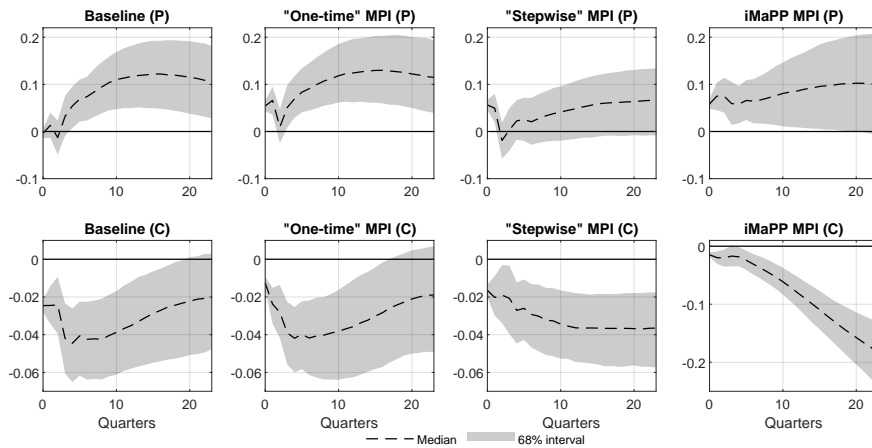 Baseline (P) "One-time" MPI (P) "Stepwise" MPI (P) iMaPP MPI (P)
0.2 0.2 0.2 0.2
0.1 0.1 0.1 0.1
0 0 0 0
-0.1 -0.1 -0.1 -0.1
0 10 20 0 10 20 0 10 20 0 10 20
Baseline (C) "One-time" MPI (C) "Stepwise" MPI (C) iMaPP MPI (C)
0 0 0 0
-0.02 -0.02 -0.02 -0.1
-0.04 -0.04 -0.04 -0.2
-0.06 -0.06 -0.06
0 10 20 0 10 20 0 10 20 0 10 20
Quarters Quarters Quarters Quarters
Median 68% interval